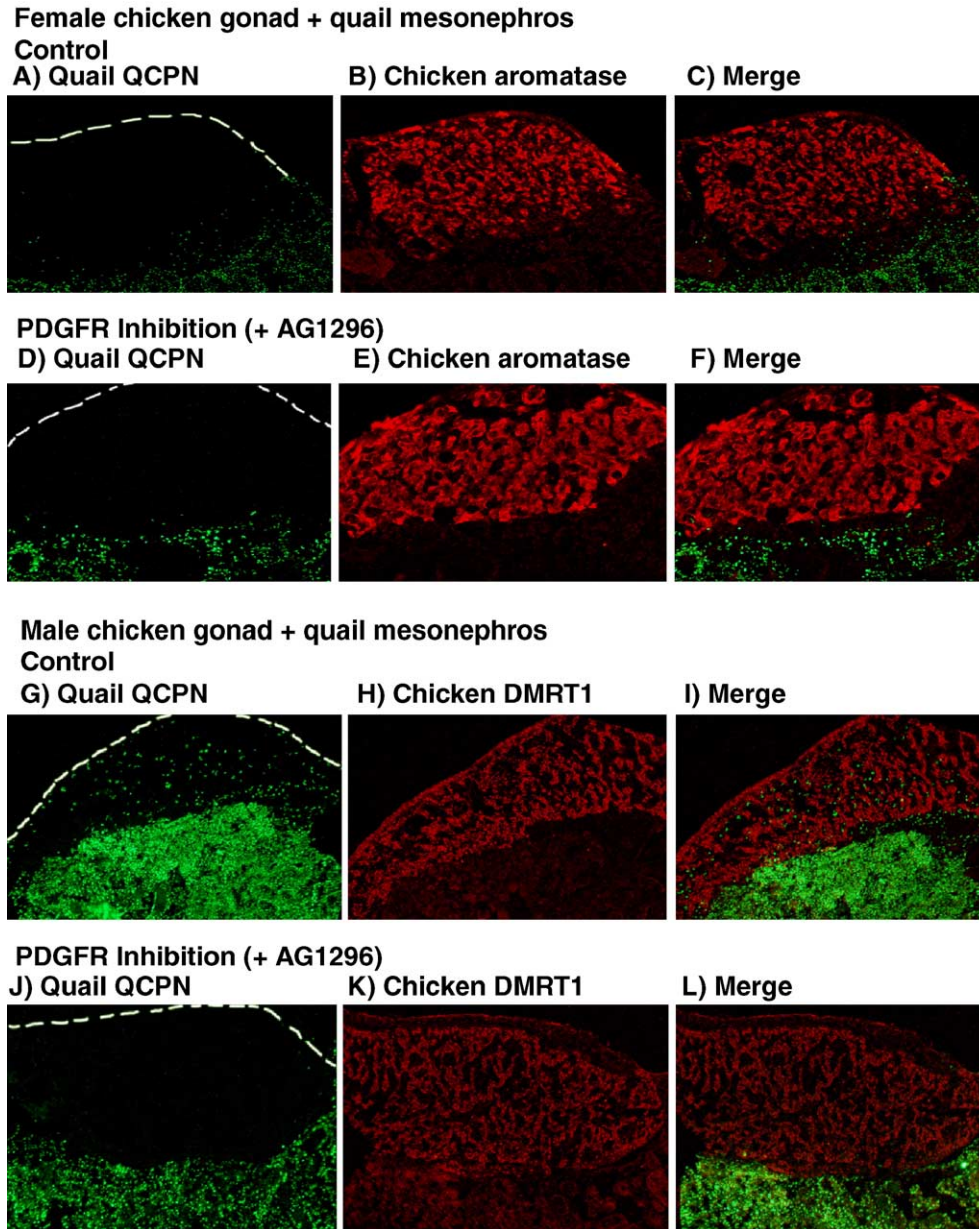 Female chicken gonad + quail mesonephros
Control
A) Quail QCPN B) Chicken aromatase C) Merge
PDGFR Inhibition (+ AG1296)
D) Quail QCPN E) Chicken aromatase F) Merge
Male chicken gonad + quail mesonephros
Control
G) Quail QCPN H) Chicken DMRT1 I) Merge
PDGFR Inhibition (+ AG1296)
J) Quail QCPN K) Chicken DMRT1 L) Merge